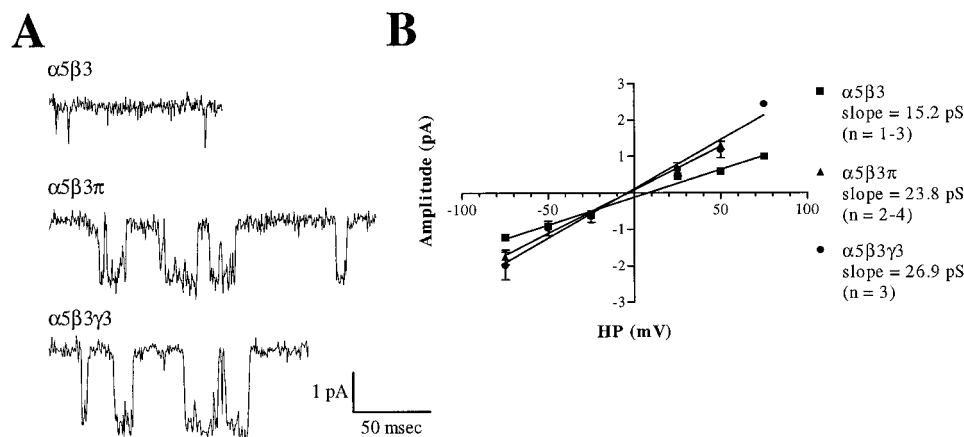 A
α5β3
α5β3π
α5β3γ3
1 pA
50 msec
B
Amplitude (pA)
3
2
1
-100
-50
50
100
-1
-2
-3
HP (mV)
α5β3
slope = 15.2 pS
(n = 1-3)
α5β3π
slope = 23.8 pS
(n = 2-4)
α5β3γ3
slope = 26.9 pS
(n = 3)